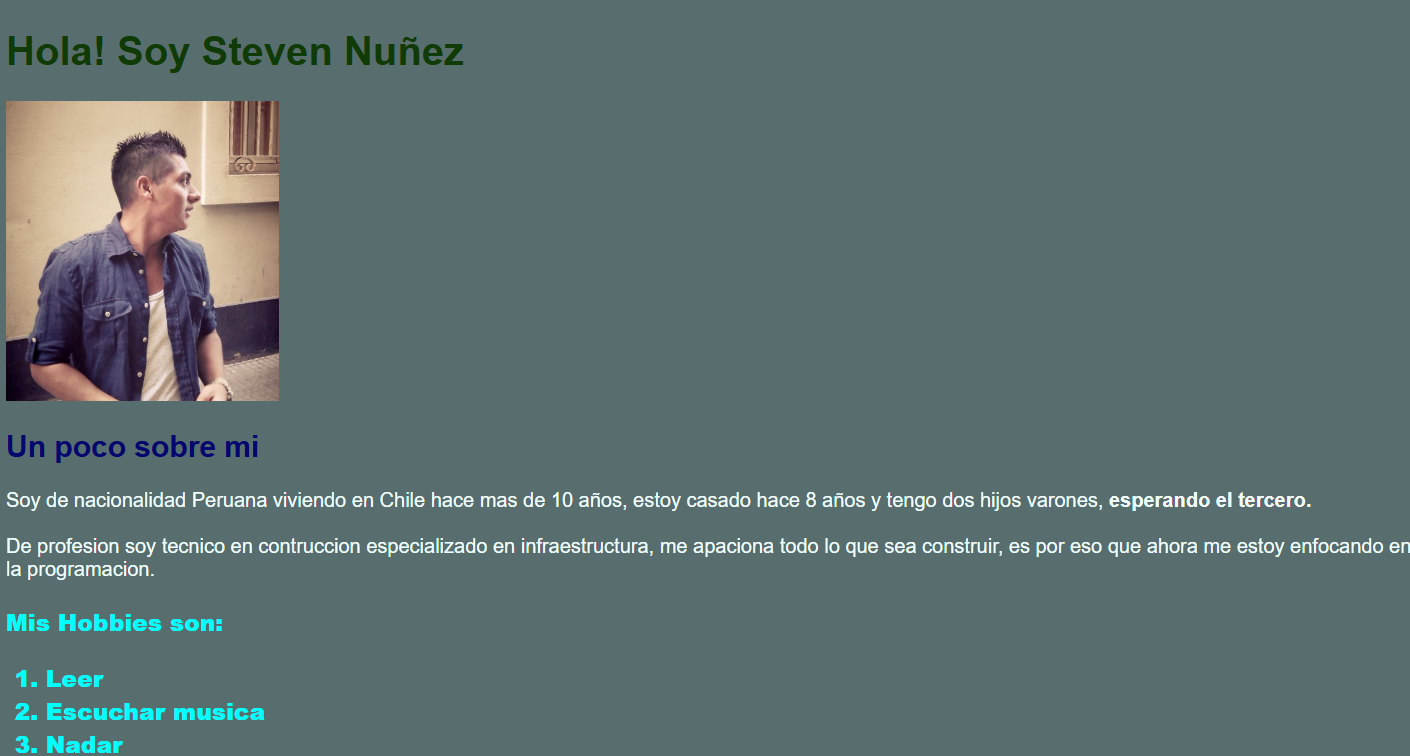 Hola! Soy Steven Nuñez
Un poco sobre mi
Soy de nacionalidad Peruana viviendo en Chile hace mas de 10 años, estoy casado hace 8 años y tengo dos hijos varones, esperando el tercero.
De profesion soy tecnico en contruccion especializado en infraestructura, me apaciona todo lo que sea construir, es por eso que ahora me estoy enfocando en
la programacion.
Mis Hobbies son:
1. Leer
2. Escuchar musica
3. Nadar